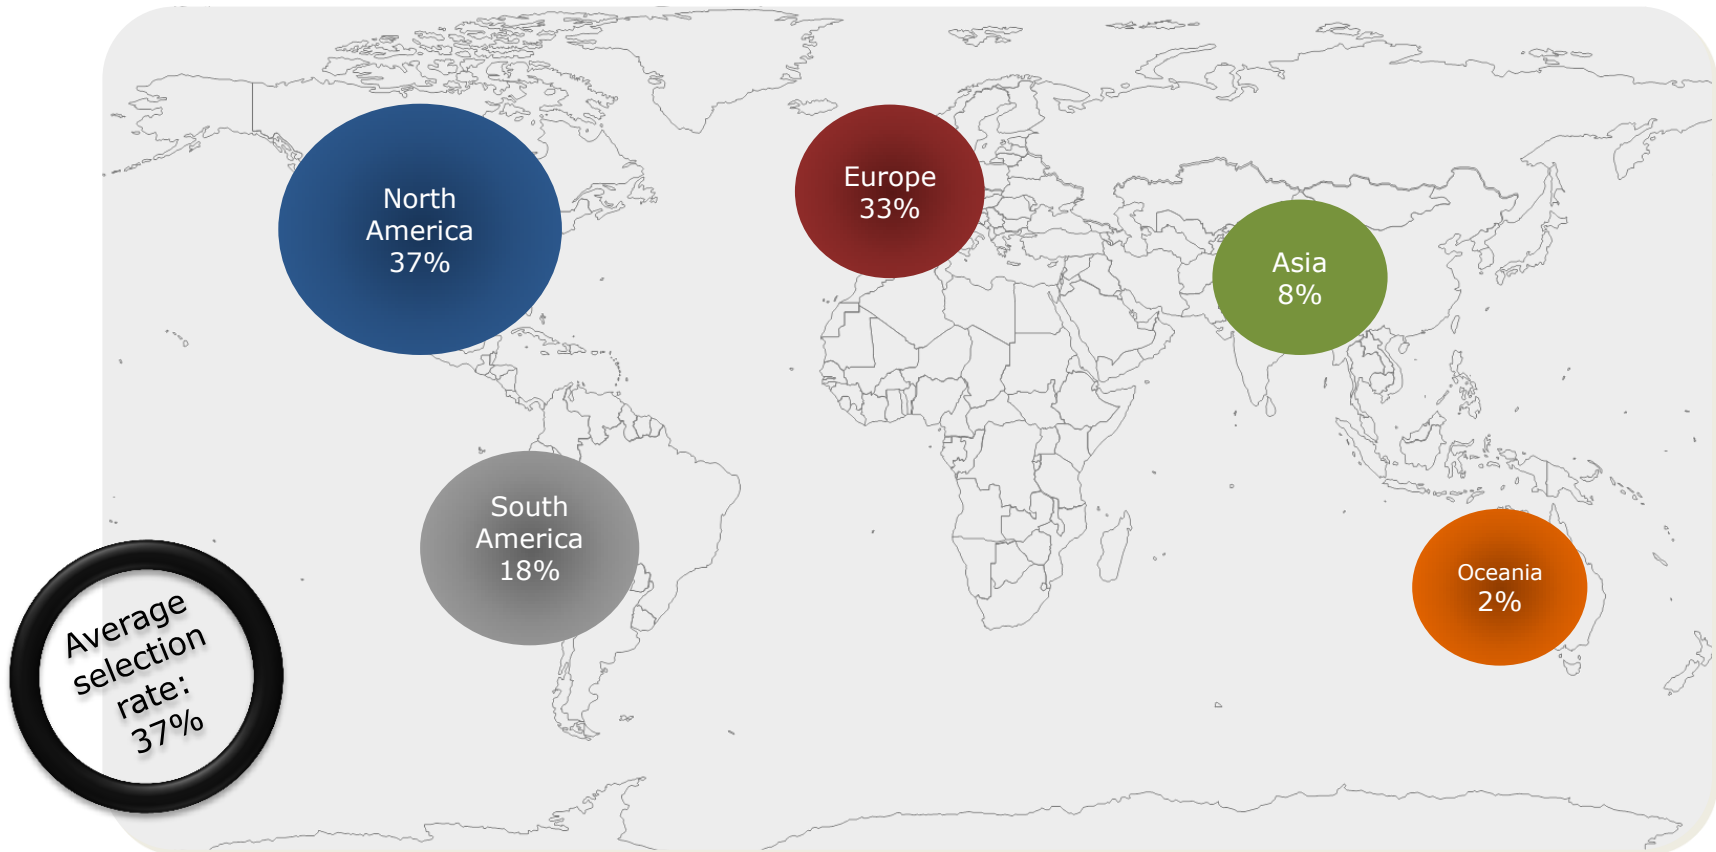 North
America
37%
Europe
33%
Asia
8%
South
America
18%
Oceania
2%
Average
selection
rate:
37%